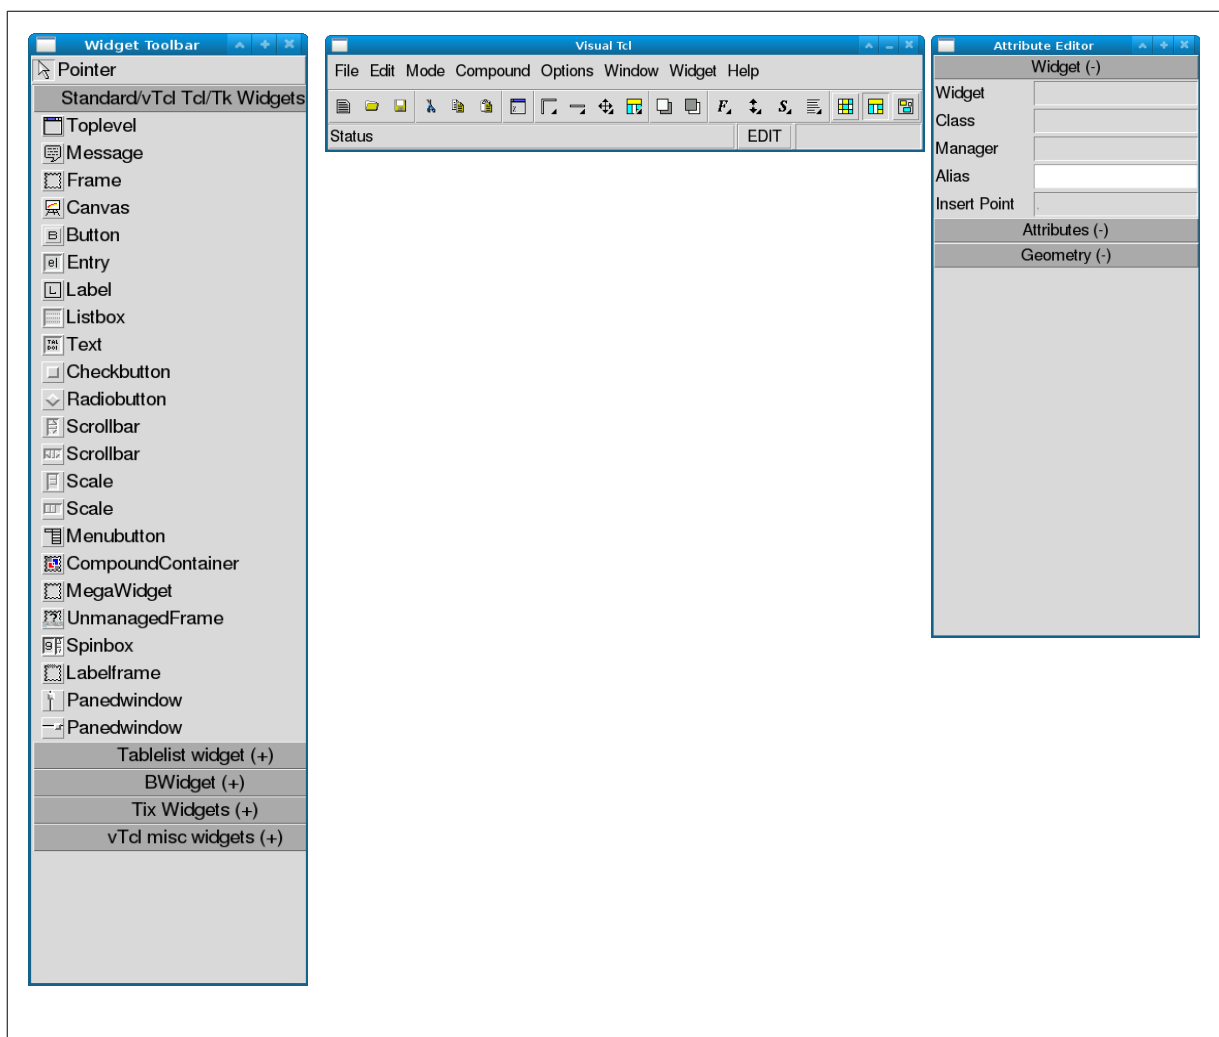 Widget Toolbar
Pointer
Standard/vTcl Tcl/Tk Widgets
Toplevel
Message
Frame
Canvas
Button
Entry
Label
Listbox
Text
Checkbutton
Radiobutton
Scrollbar
Scrollbar
Scale
Scale
Menubutton
CompoundContainer
MegaWidget
UnmanagedFrame
Spinbox
Labelframe
Panedwindow
Panedwindow
Tablelist widget (+)
BWidget (+)
Tix Widgets (+)
vTcl misc widgets (+)
Visual Tcl
File Edit Mode Compound Options Window Widget Help
Status EDIT
Attribute Editor
Widget (-)
Widget
Class
Manager
Alias
Insert Point .
Attributes (-)
Geometry (-)